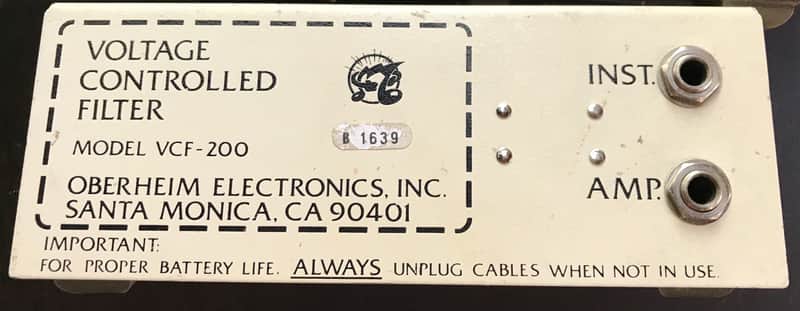 VOLTAGE
CONTROLLED
FILTER
MODEL VCF-200
B 1639
OBERHEIM ELECTRONICS, INC.
SANTA MONICA, CA 90401
INST.
AMP.
IMPORTANT:
FOR PROPER BATTERY LIFE. ALWAYS UNPLUG CABLES WHEN NOT IN USE.